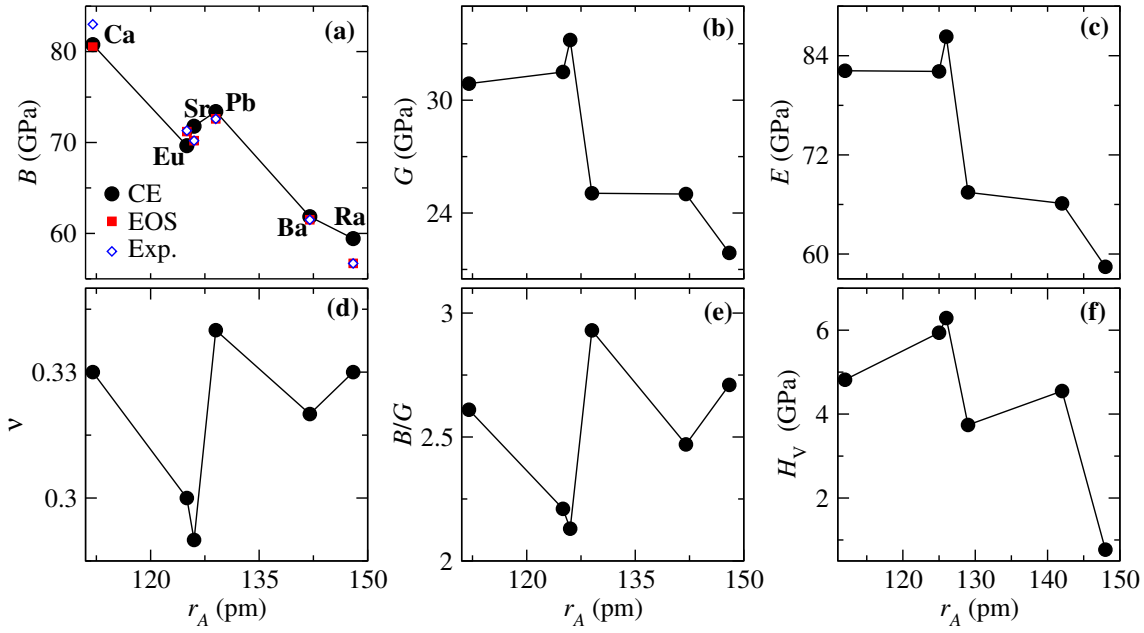 (a)
Ca
80
Sr
Pb
70
Eu
CE
EOS
Exp.
Ba
Ra
60
B (GPa)
(b)
30
24
G (GPa)
(c)
84
72
60
E (GPa)
(d)
0.33
0.3
ν
120 135 150
r_A (pm)
(e)
3
2.5
2
B/G
120 135 150
r_A (pm)
(f)
6
4
2
H_V (GPa)
120 130 140 150
r_A (pm)